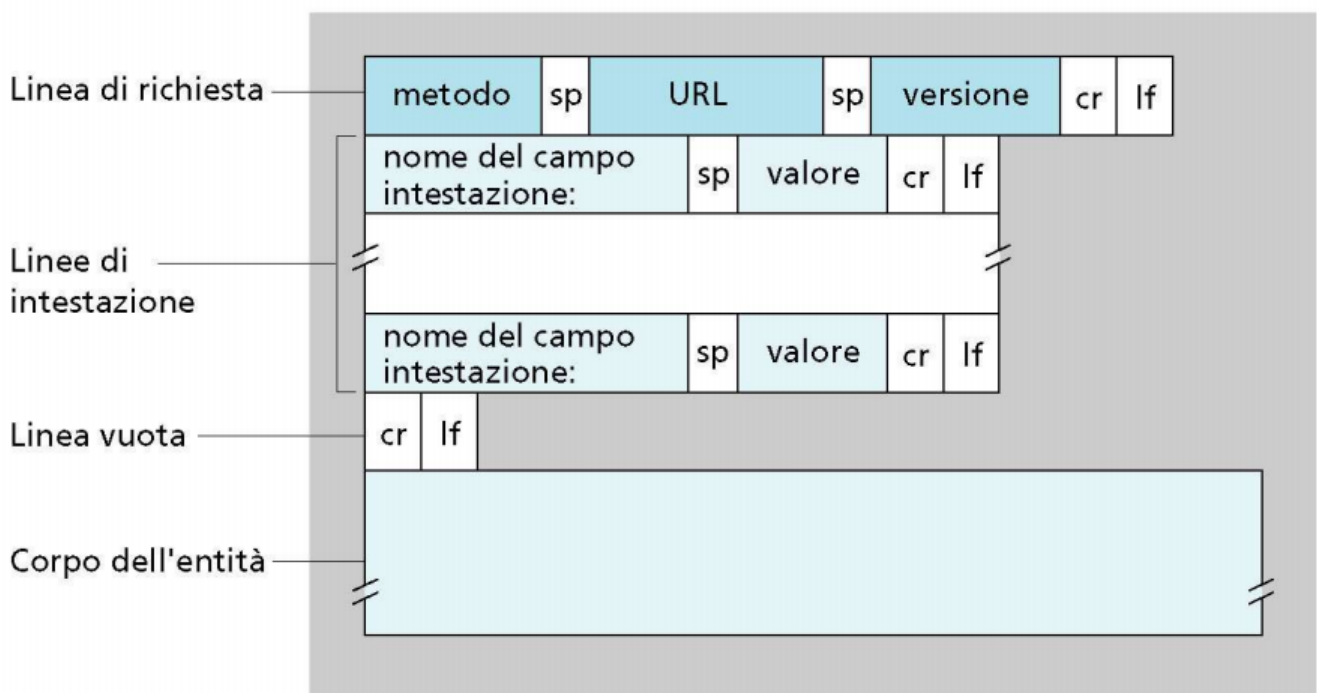 Linea di richiesta
metodo sp URL sp versione cr lf
nome del campo
intestazione: sp valore cr lf
Linee di
intestazione
nome del campo
intestazione: sp valore cr lf
Linea vuota
cr lf
Corpo dell'entità